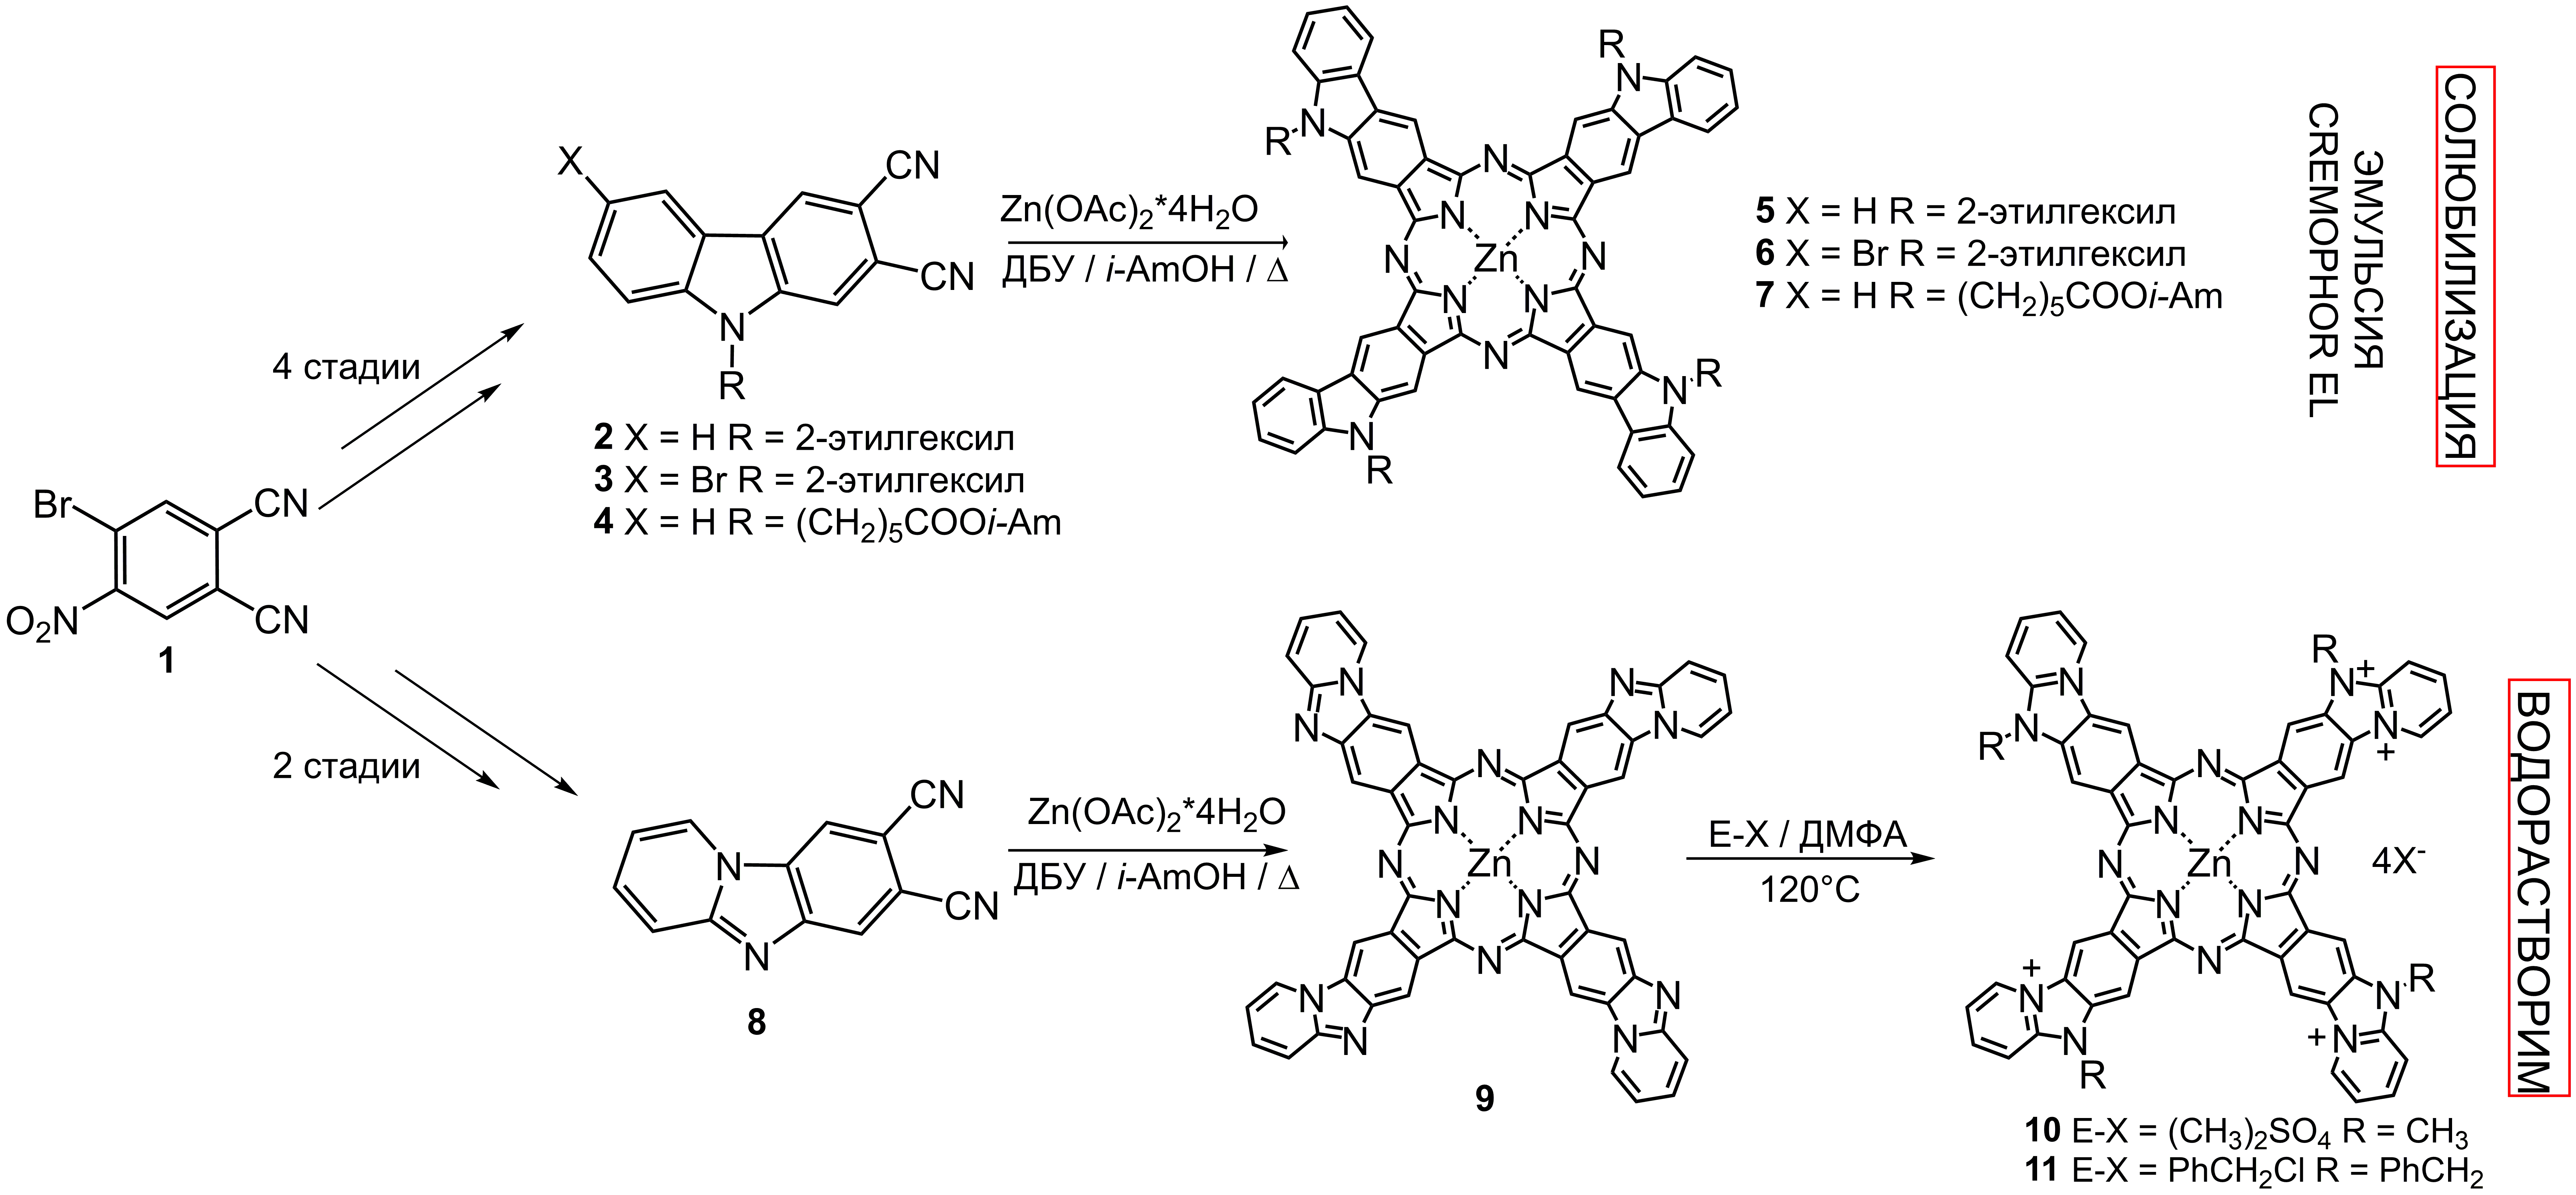 Br
CN
O₂N
CN
1
4 стадии
2 стадии
X
CN
CN
N
R
2 X = H R = 2-этилгексил
3 X = Br R = 2-этилгексил
4 X = H R = (CH₂)₅COOi-Am
Zn(OAc)₂*4H₂O
ДБУ / i-AmOH / Δ
R
N
R
N
N
N
N
N
Zn
N
N
N
N
N
N
R
N
R
5 X = H R = 2-этилгексил
6 X = Br R = 2-этилгексил
7 X = H R = (CH₂)₅COOi-Am
ЭМУЛЬСИЯ
CREMOPHOR EL
СОЛЮБИЛИЗАЦИЯ
N
N
CN
CN
8
Zn(OAc)₂*4H₂O
ДБУ / i-AmOH / Δ
N
N
N
N
N
N
N
N
Zn
N
N
N
N
N
N
N
N
9
E-X / ДМФА
120°C
R
N
+
N
N
R
N
+
N
N
N
N
Zn
N
N
N
N
4X⁻
+
N
N
R
N
R
+
N
10 E-X = (CH₃)₂SO₄ R = CH₃
11 E-X = PhCH₂Cl R = PhCH₂
ВОДОРАСТВОРИМ